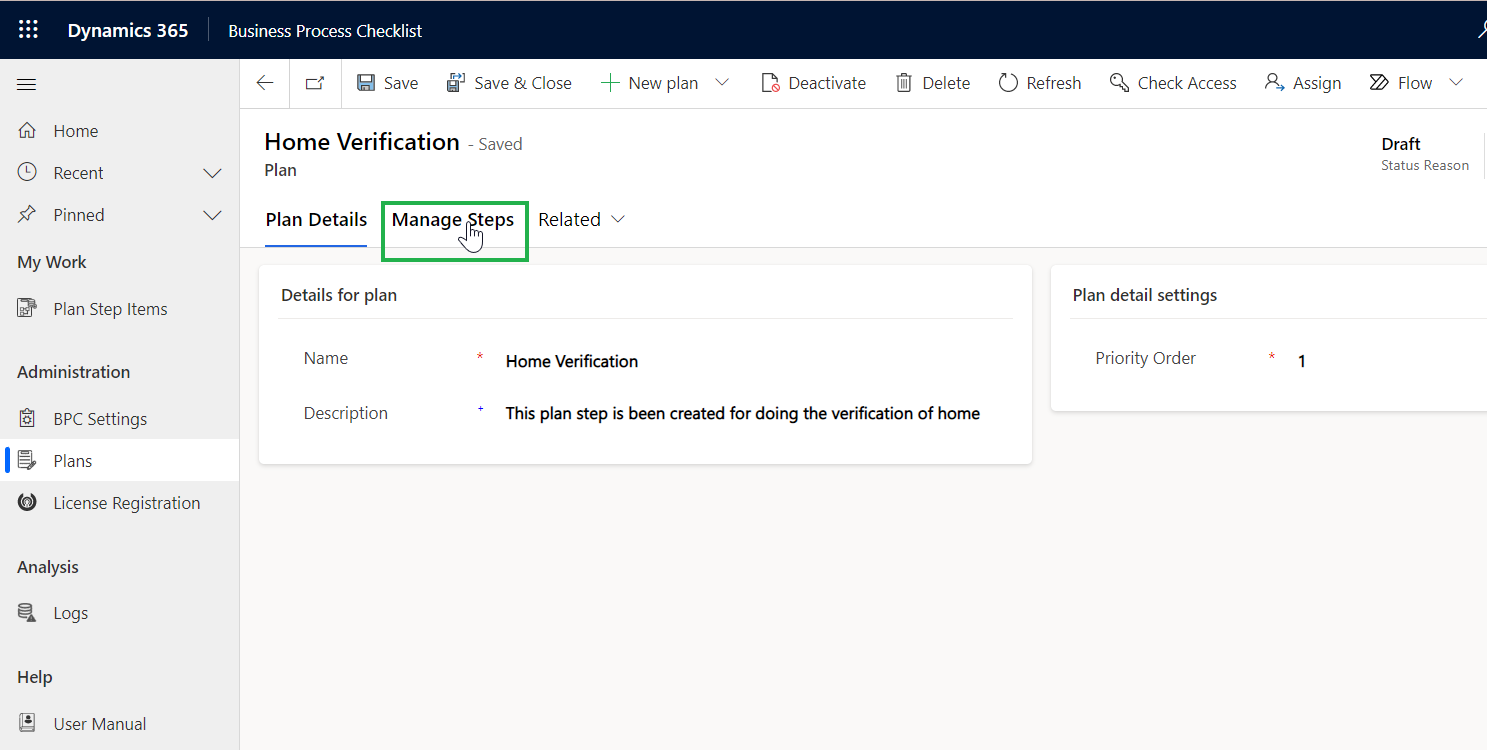 Dynamics 365 Business Process Checklist
Save Save & Close New plan Deactivate Delete Refresh Check Access Assign Flow
Home
Recent
Pinned
My Work
Plan Step Items
Administration
BPC Settings
Plans
License Registration
Analysis
Logs
Help
User Manual
Home Verification - Saved
Plan
Draft
Status Reason
Plan Details Manage Steps Related
Details for plan
Name * Home Verification
Description + This plan step is been created for doing the verification of home
Plan detail settings
Priority Order * 1